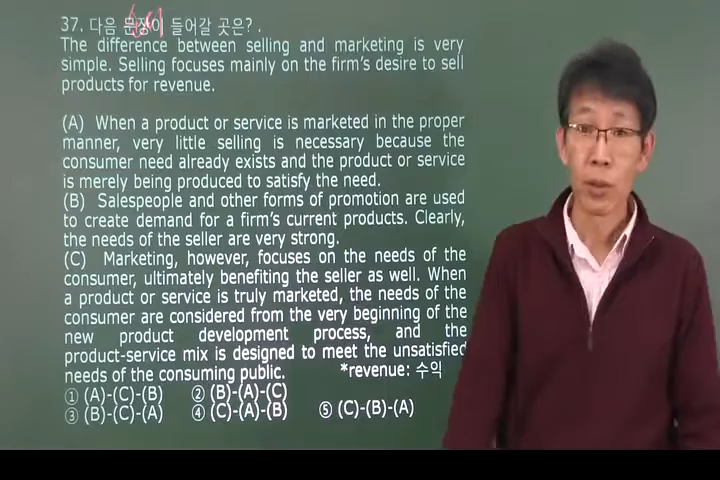 37. 다음 문장이 들어갈 곳은? .
The difference between selling and marketing is very
simple. Selling focuses mainly on the firm's desire to sell
products for revenue.
(A) When a product or service is marketed in the proper
manner, very little selling is necessary because the
consumer need already exists and the product or service
is merely being produced to satisfy the need.
(B) Salespeople and other forms of promotion are used
to create demand for a firm's current products. Clearly,
the needs of the seller are very strong.
(C) Marketing, however, focuses on the needs of the
consumer, ultimately benefiting the seller as well. When
a product or service is truly marketed, the needs of the
consumer are considered from the very beginning of the
new product development process, and the
product-service mix is designed to meet the unsatisfied
needs of the consuming public. *revenue: 수익
① (A)-(C)-(B) ② (B)-(A)-(C)
③ (B)-(C)-(A) ④ (C)-(A)-(B) ⑤ (C)-(B)-(A)